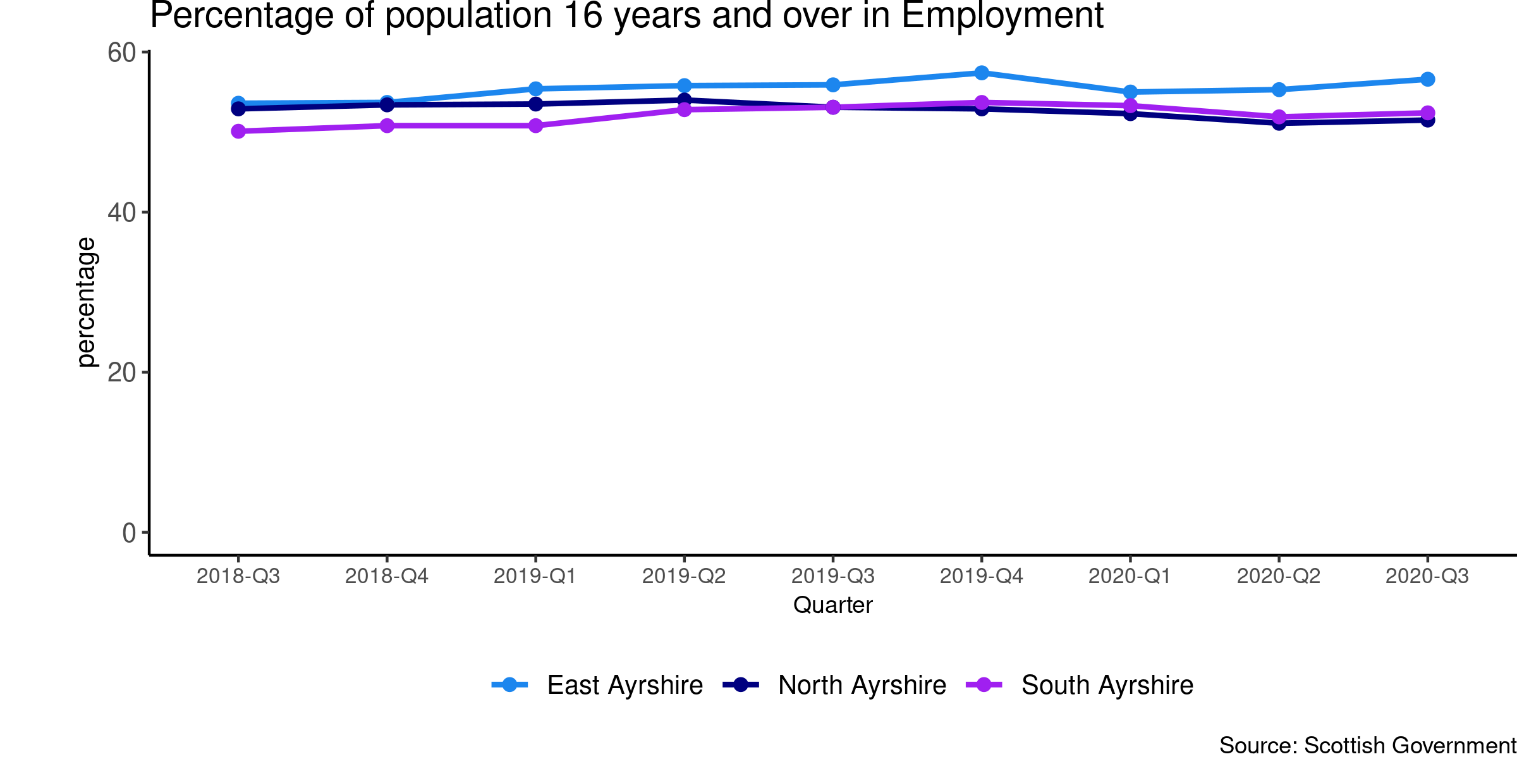 Percentage of population 16 years and over in Employment
60
40
20
0
percentage
2018-Q3 2018-Q4 2019-Q1 2019-Q2 2019-Q3 2019-Q4 2020-Q1 2020-Q2 2020-Q3
Quarter
East Ayrshire North Ayrshire South Ayrshire
Source: Scottish Government